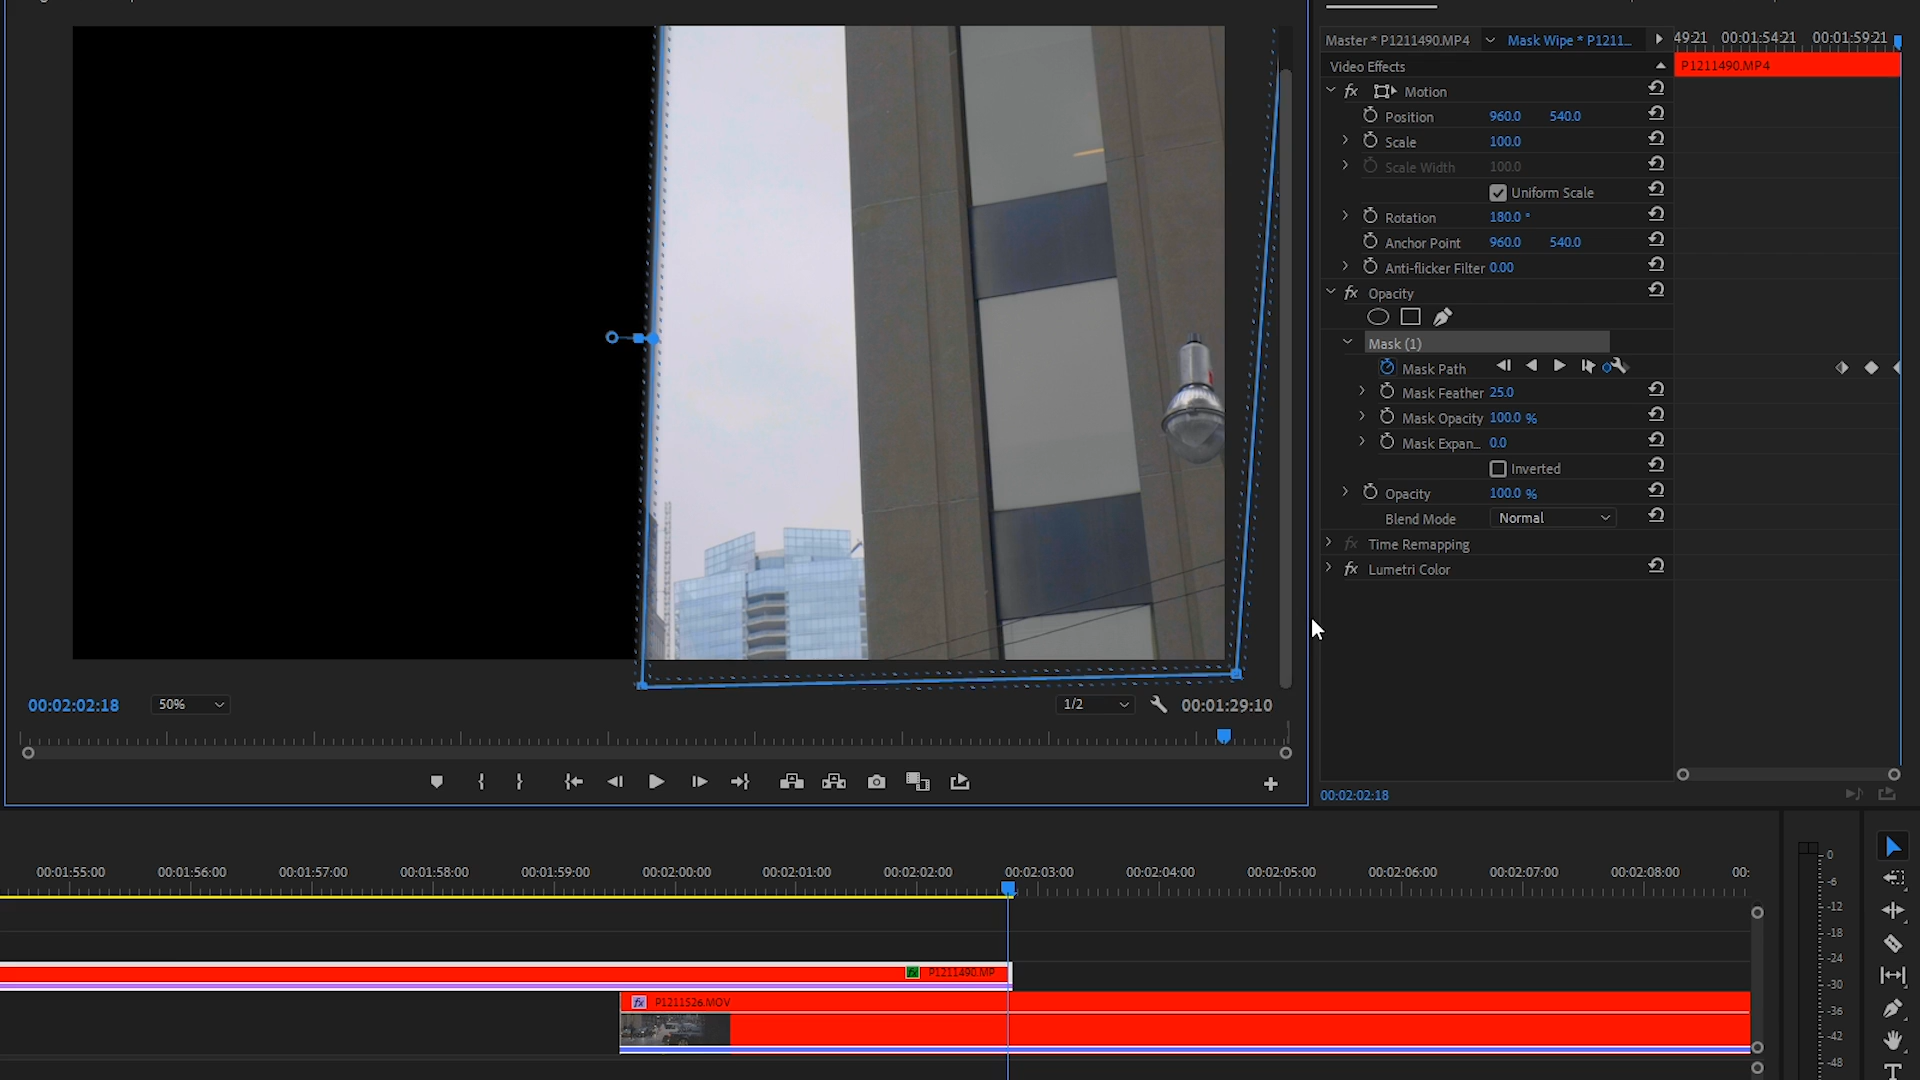 Master * P1211490.MP4
Mask Wipe * P1211...
49:21 00:01:54:21 00:01:59:21
Video Effects
P1211490.MP4
fx Motion
Position 960.0 540.0
Scale 100.0
Scale Width 100.0
Uniform Scale
Rotation 180.0 °
Anchor Point 960.0 540.0
Anti-flicker Filter 0.00
fx Opacity
Mask (1)
Mask Path
Mask Feather 25.0
Mask Opacity 100.0 %
Mask Expan... 0.0
Inverted
Opacity 100.0 %
Blend Mode Normal
fx Time Remapping
fx Lumetri Color
00:02:02:18 50% 1/2 00:01:29:10
00:02:02:18
00:01:55:00 00:01:56:00 00:01:57:00 00:01:58:00 00:01:59:00 00:02:00:00 00:02:01:00 00:02:02:00 00:02:03:00 00:02:04:00 00:02:05:00 00:02:06:00 00:02:07:00 00:02:08:00 00:
fx P1211490.MP
fx P1211526.MOV
0
-6
-12
-18
-24
-30
-36
-42
-48